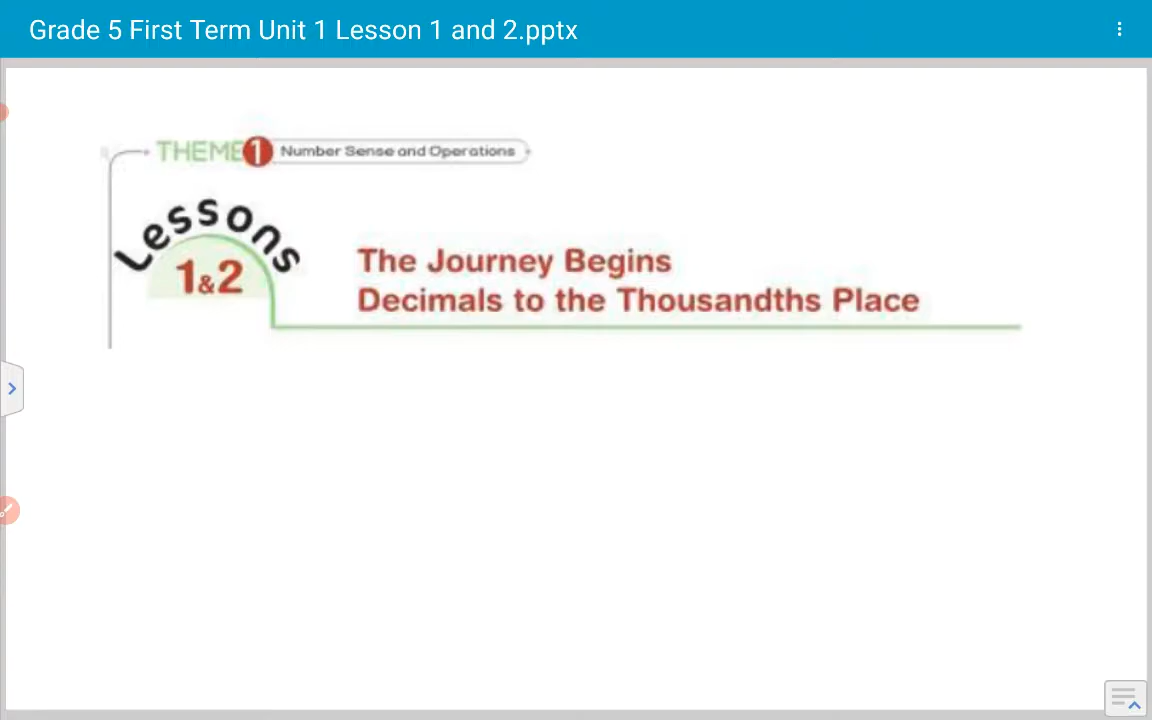 Grade 5 First Term Unit 1 Lesson 1 and 2.pptx
THEME 1 Number Sense and Operations
Lessons
1&2
The Journey Begins
Decimals to the Thousandths Place